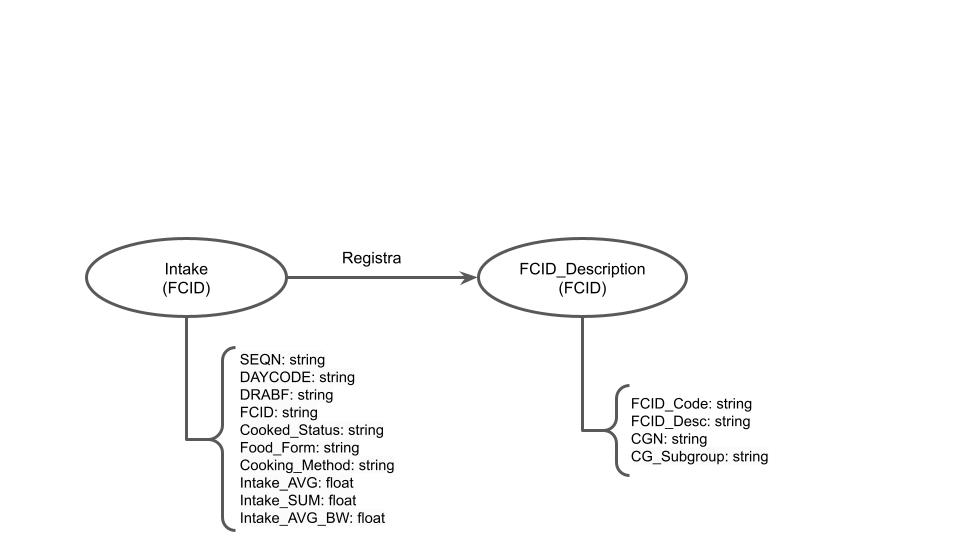 Registra
Intake
(FCID)
FCID_Description
(FCID)
SEQN: string
DAYCODE: string
DRABF: string
FCID: string
Cooked_Status: string
Food_Form: string
Cooking_Method: string
Intake_AVG: float
Intake_SUM: float
Intake_AVG_BW: float
FCID_Code: string
FCID_Desc: string
CGN: string
CG_Subgroup: string